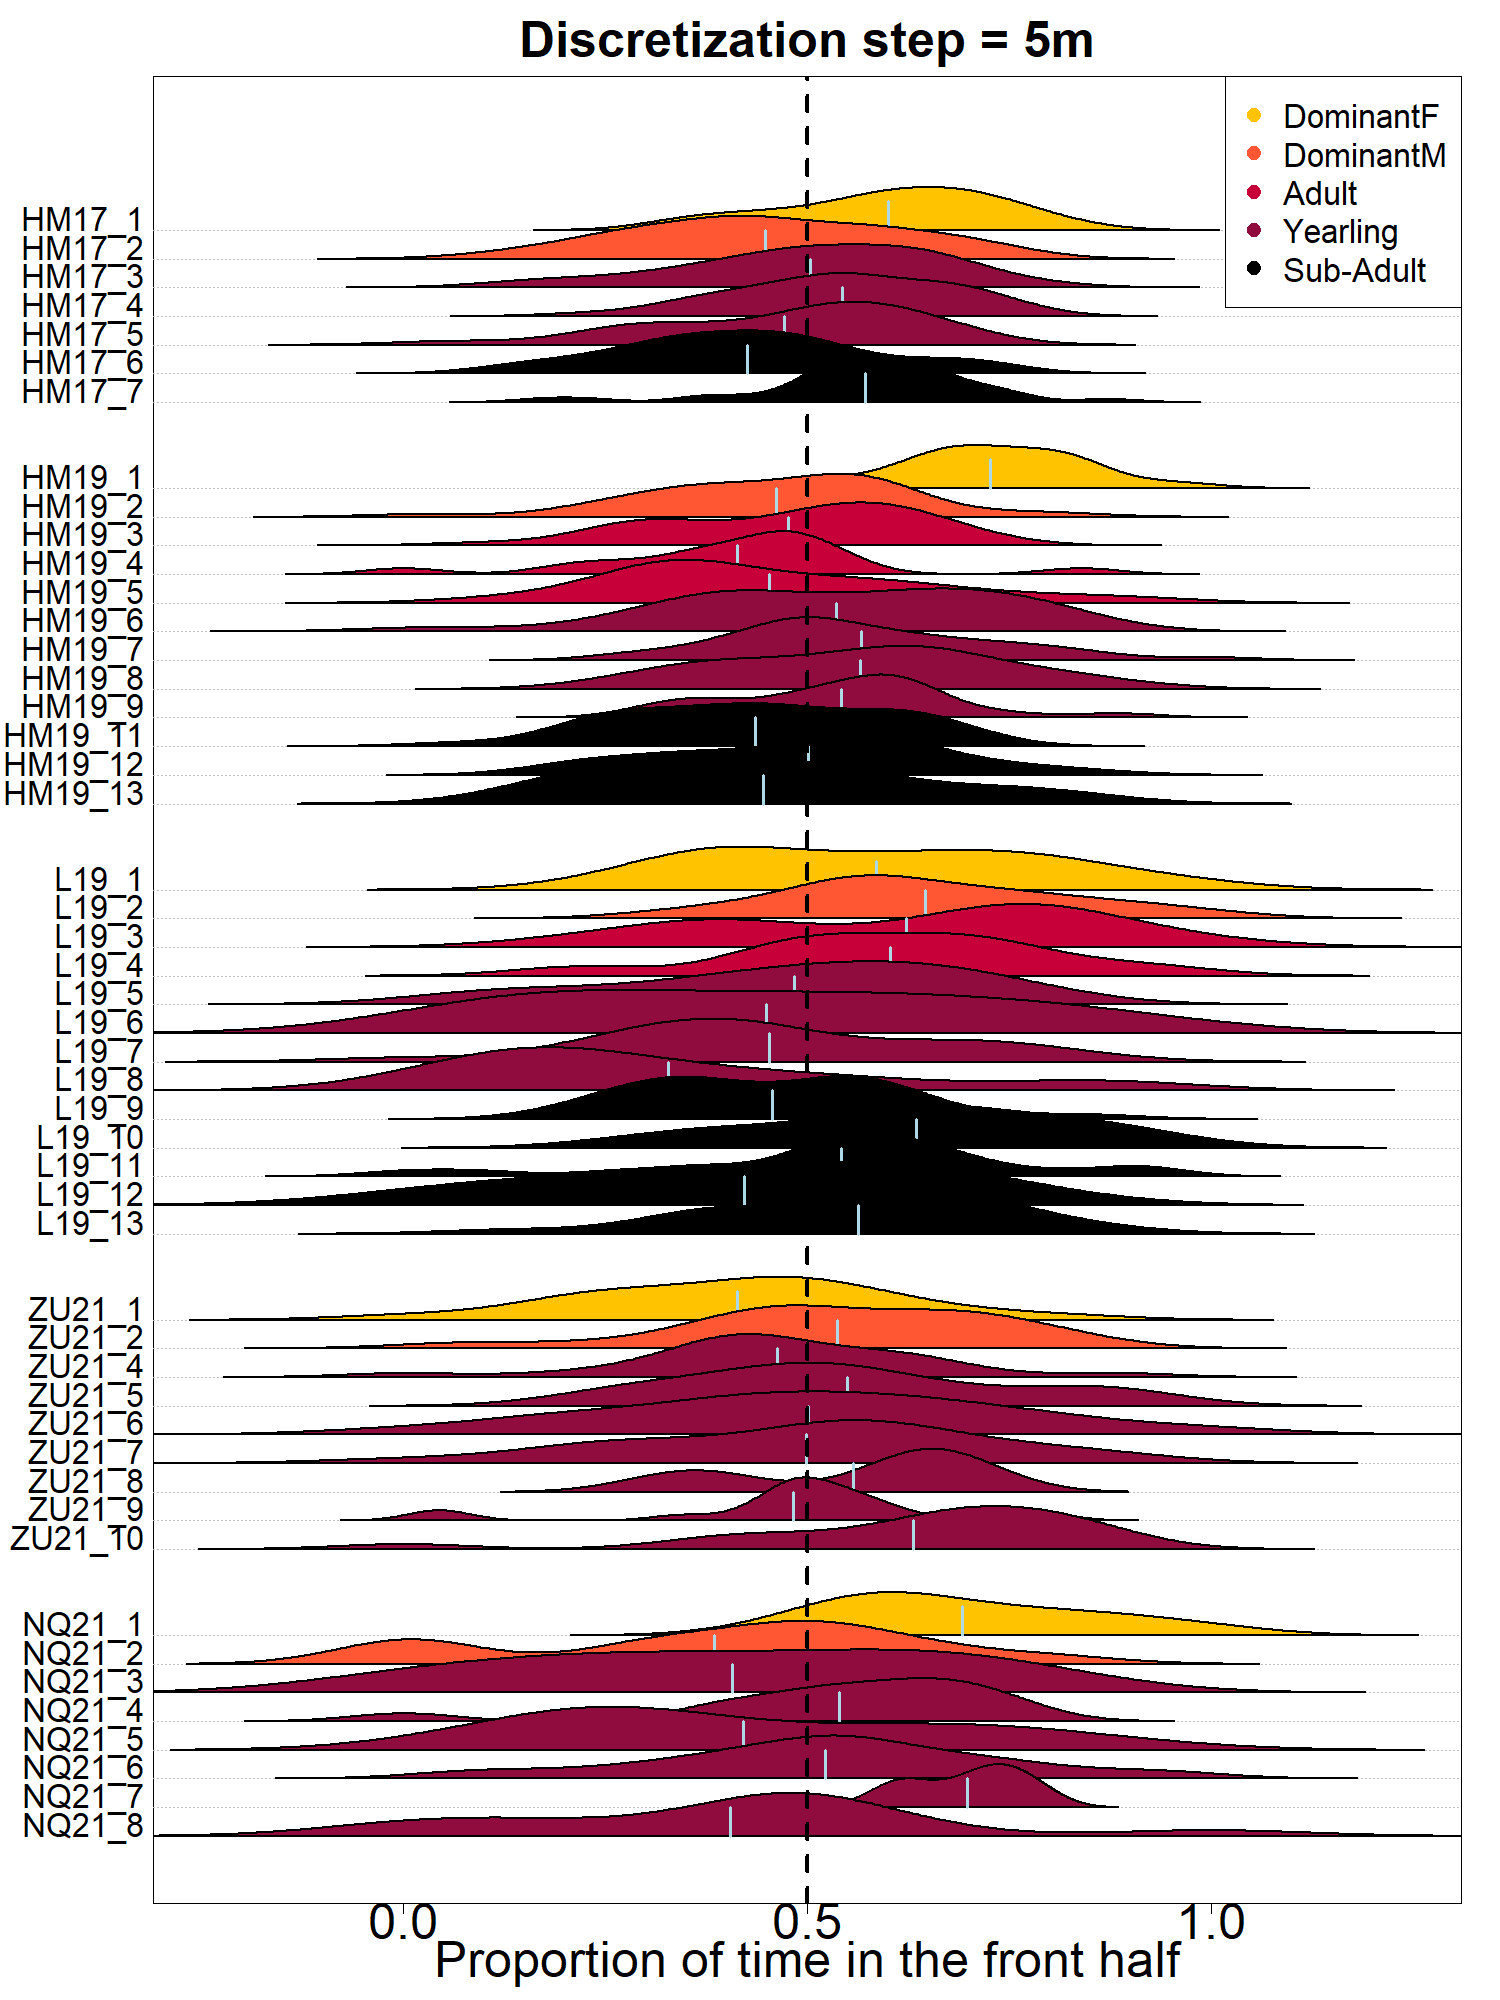 Discretization step = 5m
DominantF
DominantM
Adult
Yearling
Sub-Adult
HM17_1
HM17_2
HM17_3
HM17_4
HM17_5
HM17_6
HM17_7
HM19_1
HM19_2
HM19_3
HM19_4
HM19_5
HM19_6
HM19_7
HM19_8
HM19_9
HM19_11
HM19_12
HM19_13
L19_1
L19_2
L19_3
L19_4
L19_5
L19_6
L19_7
L19_8
L19_9
L19_10
L19_11
L19_12
L19_13
ZU21_1
ZU21_2
ZU21_4
ZU21_5
ZU21_6
ZU21_7
ZU21_8
ZU21_9
ZU21_10
NQ21_1
NQ21_2
NQ21_3
NQ21_4
NQ21_5
NQ21_6
NQ21_7
NQ21_8
0.0 0.5 1.0
Proportion of time in the front half